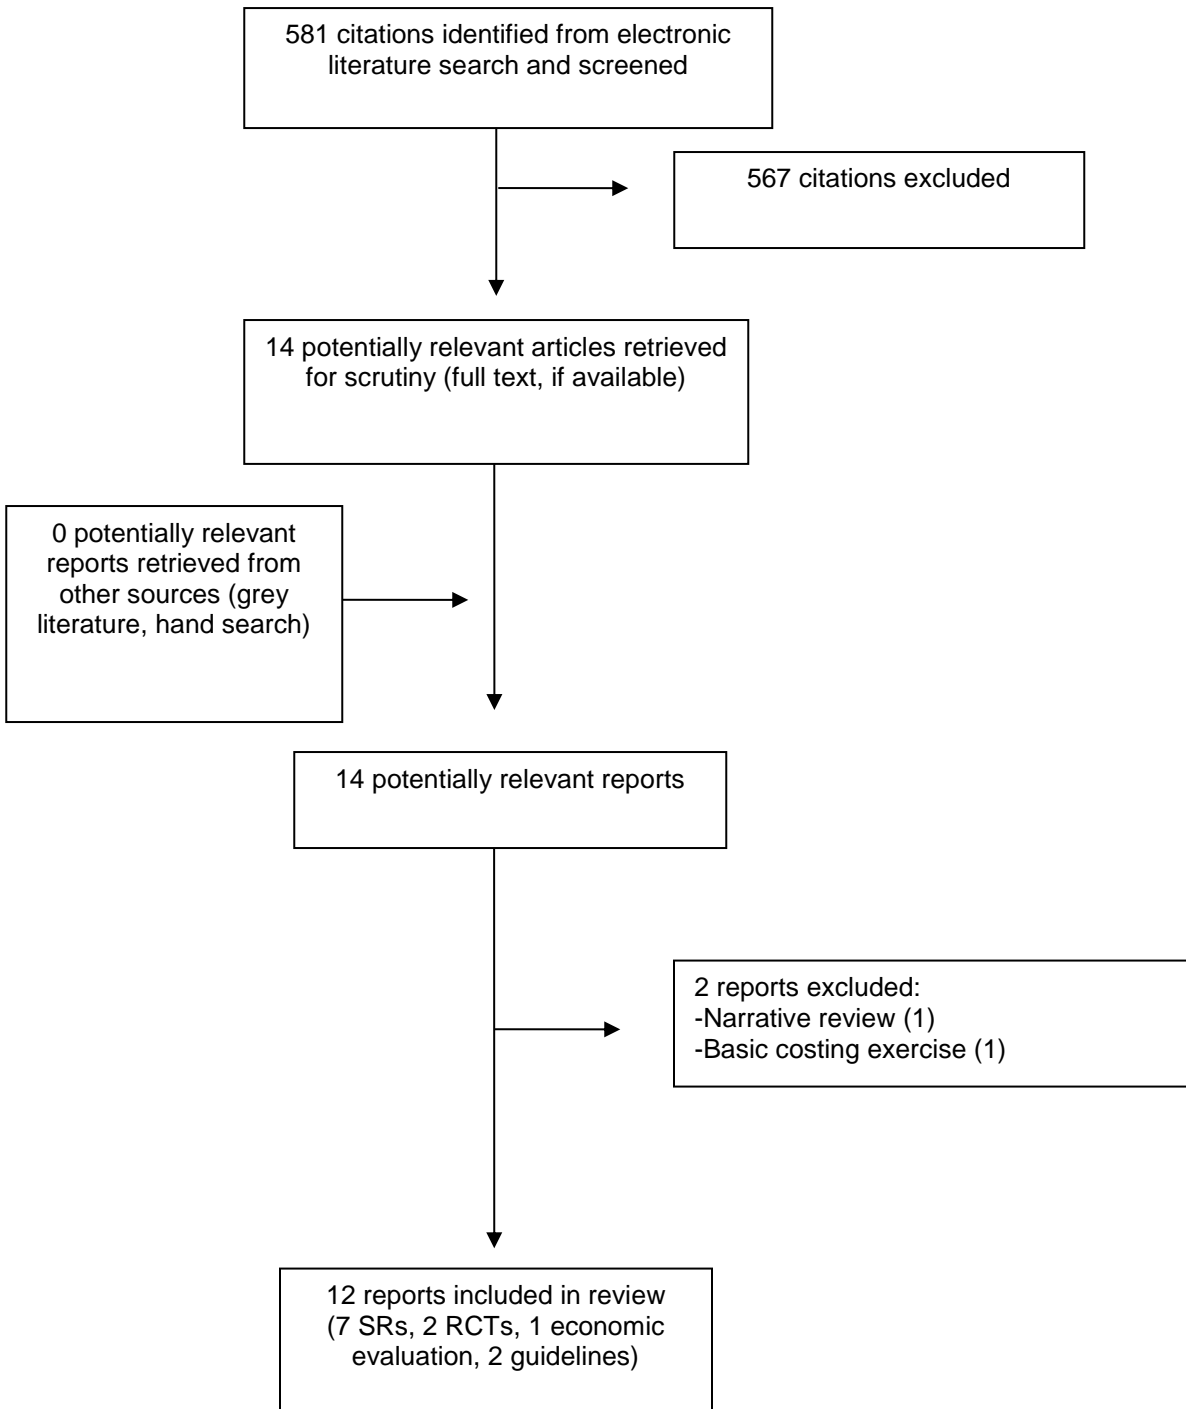 581 citations identified from electronic
literature search and screened
567 citations excluded
14 potentially relevant articles retrieved
for scrutiny (full text, if available)
0 potentially relevant
reports retrieved from
other sources (grey
literature, hand search)
14 potentially relevant reports
2 reports excluded:
-Narrative review (1)
-Basic costing exercise (1)
12 reports included in review
(7 SRs, 2 RCTs, 1 economic
evaluation, 2 guidelines)